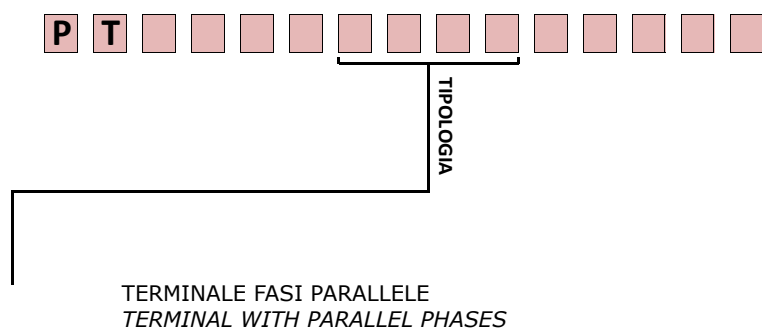 P T
TIPOLOGIA
TERMINALE FASI PARALLELE
TERMINAL WITH PARALLEL PHASES